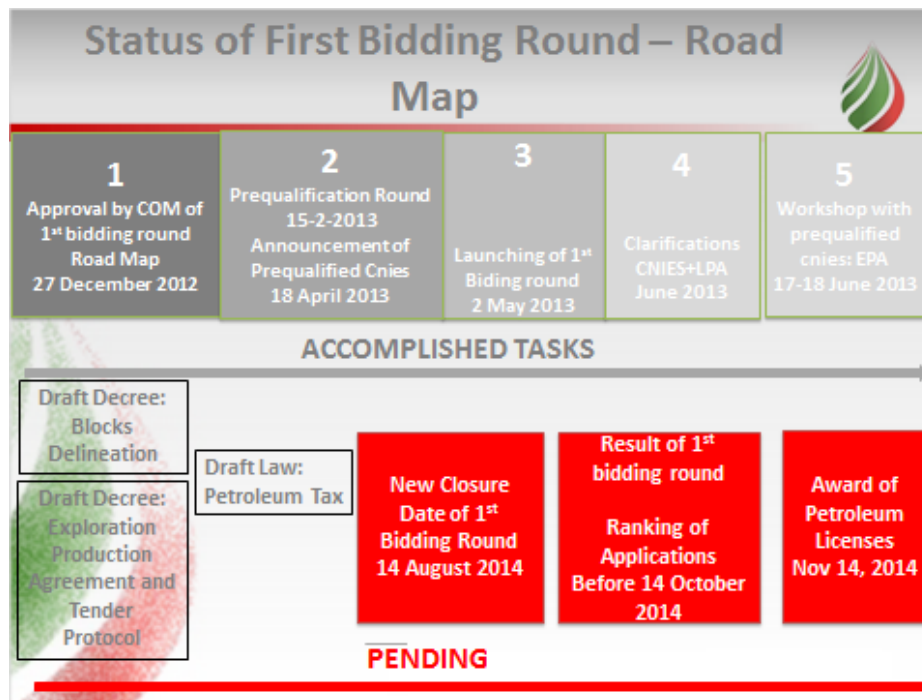 Status of First Bidding Round – Road
Map
1
Approval by COM of
1st bidding round
Road Map
27 December 2012
2
Prequalification Round
15-2-2013
Announcement of
Prequalified Cnies
18 April 2013
3
Launching of 1st
Biding round
2 May 2013
4
Clarifications
CNIES+LPA
June 2013
5
Workshop with
prequalified
cnies: EPA
17-18 June 2013
ACCOMPLISHED TASKS
Draft Decree:
Blocks
Delineation
Draft Decree:
Exploration
Production
Agreement and
Tender
Protocol
Draft Law:
Petroleum Tax
New Closure
Date of 1st
Bidding Round
14 August 2014
Result of 1st
bidding round
Ranking of
Applications
Before 14 October
2014
Award of
Petroleum
Licenses
Nov 14, 2014
PENDING